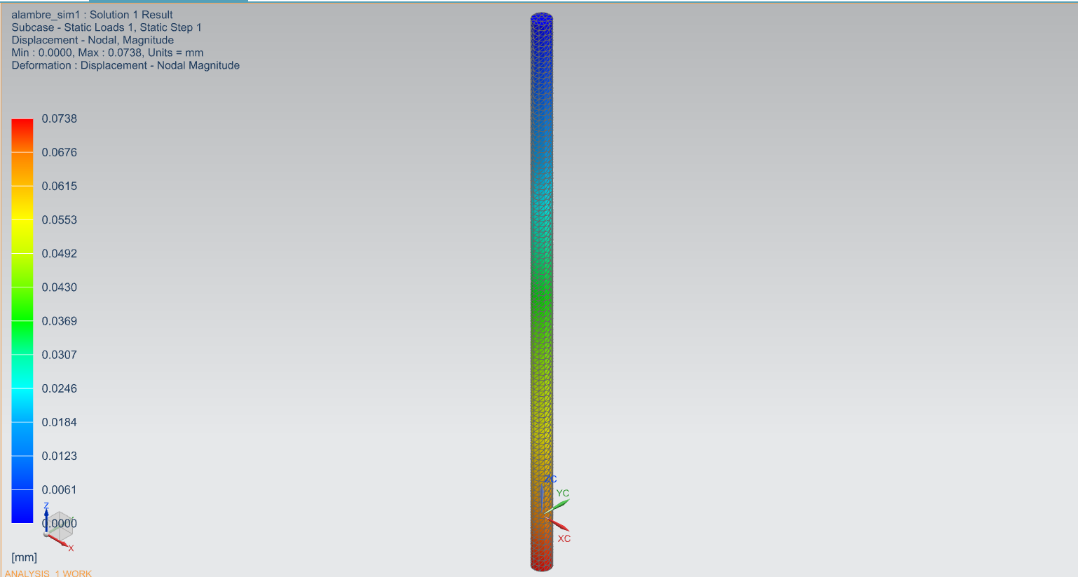 alambre_sim1 : Solution 1 Result
Subcase - Static Loads 1, Static Step 1
Displacement - Nodal, Magnitude
Min : 0.0000, Max : 0.0738, Units = mm
Deformation : Displacement - Nodal Magnitude
0.0738
0.0676
0.0615
0.0553
0.0492
0.0430
0.0369
0.0307
0.0246
0.0184
0.0123
0.0061
0.0000
[mm]
Z
X
ZC
YC
XC
ANALYSIS 1 WORK